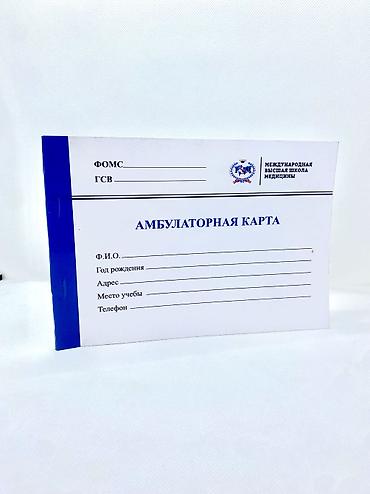 ФОМС
ГСВ
МЕЖДУНАРОДНАЯ
ВЫСШАЯ ШКОЛА
МЕДИЦИНЫ
АМБУЛАТОРНАЯ КАРТА
Ф.И.О.
Год рождения
Адрес
Место учебы
Телефон